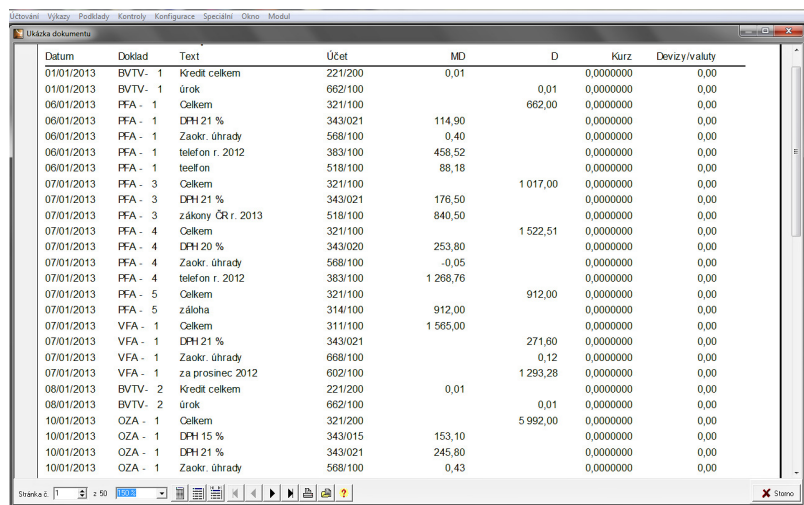 Účtování Výkazy Podklady Kontroly Konfigurace Speciální Okno Modul
Ukázka dokumentu
Datum Doklad Text Účet MD D Kurz Devizy/valuty
01/01/2013 BVTV- 1 Kredit celkem 221/200 0,01 0,0000000 0,00
01/01/2013 BVTV- 1 úrok 662/100 0,01 0,0000000 0,00
06/01/2013 PFA - 1 Celkem 321/100 662,00 0,0000000 0,00
06/01/2013 PFA - 1 DPH 21 % 343/021 114,90 0,0000000 0,00
06/01/2013 PFA - 1 Zaokr. úhrady 568/100 0,40 0,0000000 0,00
06/01/2013 PFA - 1 telefon r. 2012 383/100 458,52 0,0000000 0,00
06/01/2013 PFA - 1 teelfon 518/100 88,18 0,0000000 0,00
07/01/2013 PFA - 3 Celkem 321/100 1 017,00 0,0000000 0,00
07/01/2013 PFA - 3 DPH 21 % 343/021 176,50 0,0000000 0,00
07/01/2013 PFA - 3 zákony ČR r. 2013 518/100 840,50 0,0000000 0,00
07/01/2013 PFA - 4 Celkem 321/100 1 522,51 0,0000000 0,00
07/01/2013 PFA - 4 DPH 20 % 343/020 253,80 0,0000000 0,00
07/01/2013 PFA - 4 Zaokr. úhrady 568/100 -0,05 0,0000000 0,00
07/01/2013 PFA - 4 telefon r. 2012 383/100 1 268,76 0,0000000 0,00
07/01/2013 PFA - 5 Celkem 321/100 912,00 0,0000000 0,00
07/01/2013 PFA - 5 záloha 314/100 912,00 0,0000000 0,00
07/01/2013 VFA - 1 Celkem 311/100 1 565,00 0,0000000 0,00
07/01/2013 VFA - 1 DPH 21 % 343/021 271,60 0,0000000 0,00
07/01/2013 VFA - 1 Zaokr. úhrady 668/100 0,12 0,0000000 0,00
07/01/2013 VFA - 1 za prosinec 2012 602/100 1 293,28 0,0000000 0,00
08/01/2013 BVTV- 2 Kredit celkem 221/200 0,01 0,0000000 0,00
08/01/2013 BVTV- 2 úrok 662/100 0,01 0,0000000 0,00
10/01/2013 OZA - 1 Celkem 321/200 5 992,00 0,0000000 0,00
10/01/2013 OZA - 1 DPH 15 % 343/015 153,10 0,0000000 0,00
10/01/2013 OZA - 1 DPH 21 % 343/021 245,80 0,0000000 0,00
10/01/2013 OZA - 1 Zaokr. úhrady 568/100 0,43 0,0000000 0,00
Stránka č. 1 z 50 150% ? Storno